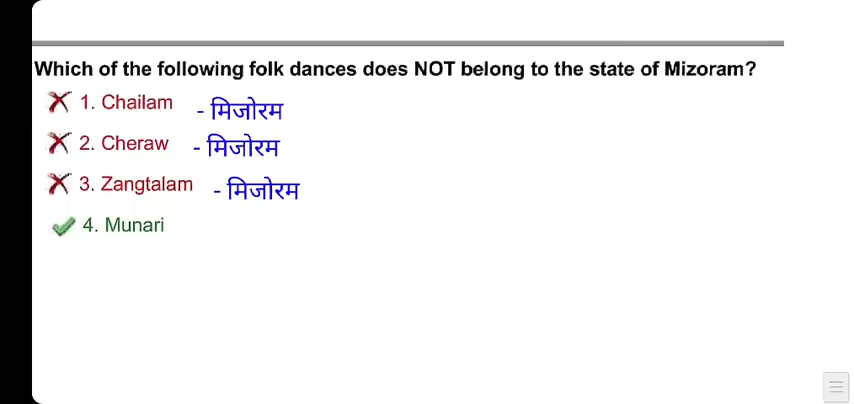 Which of the following folk dances does NOT belong to the state of Mizoram?
1. Chailam - मिजोरम
2. Cheraw - मिजोरम
3. Zangtalam - मिजोरम
4. Munari